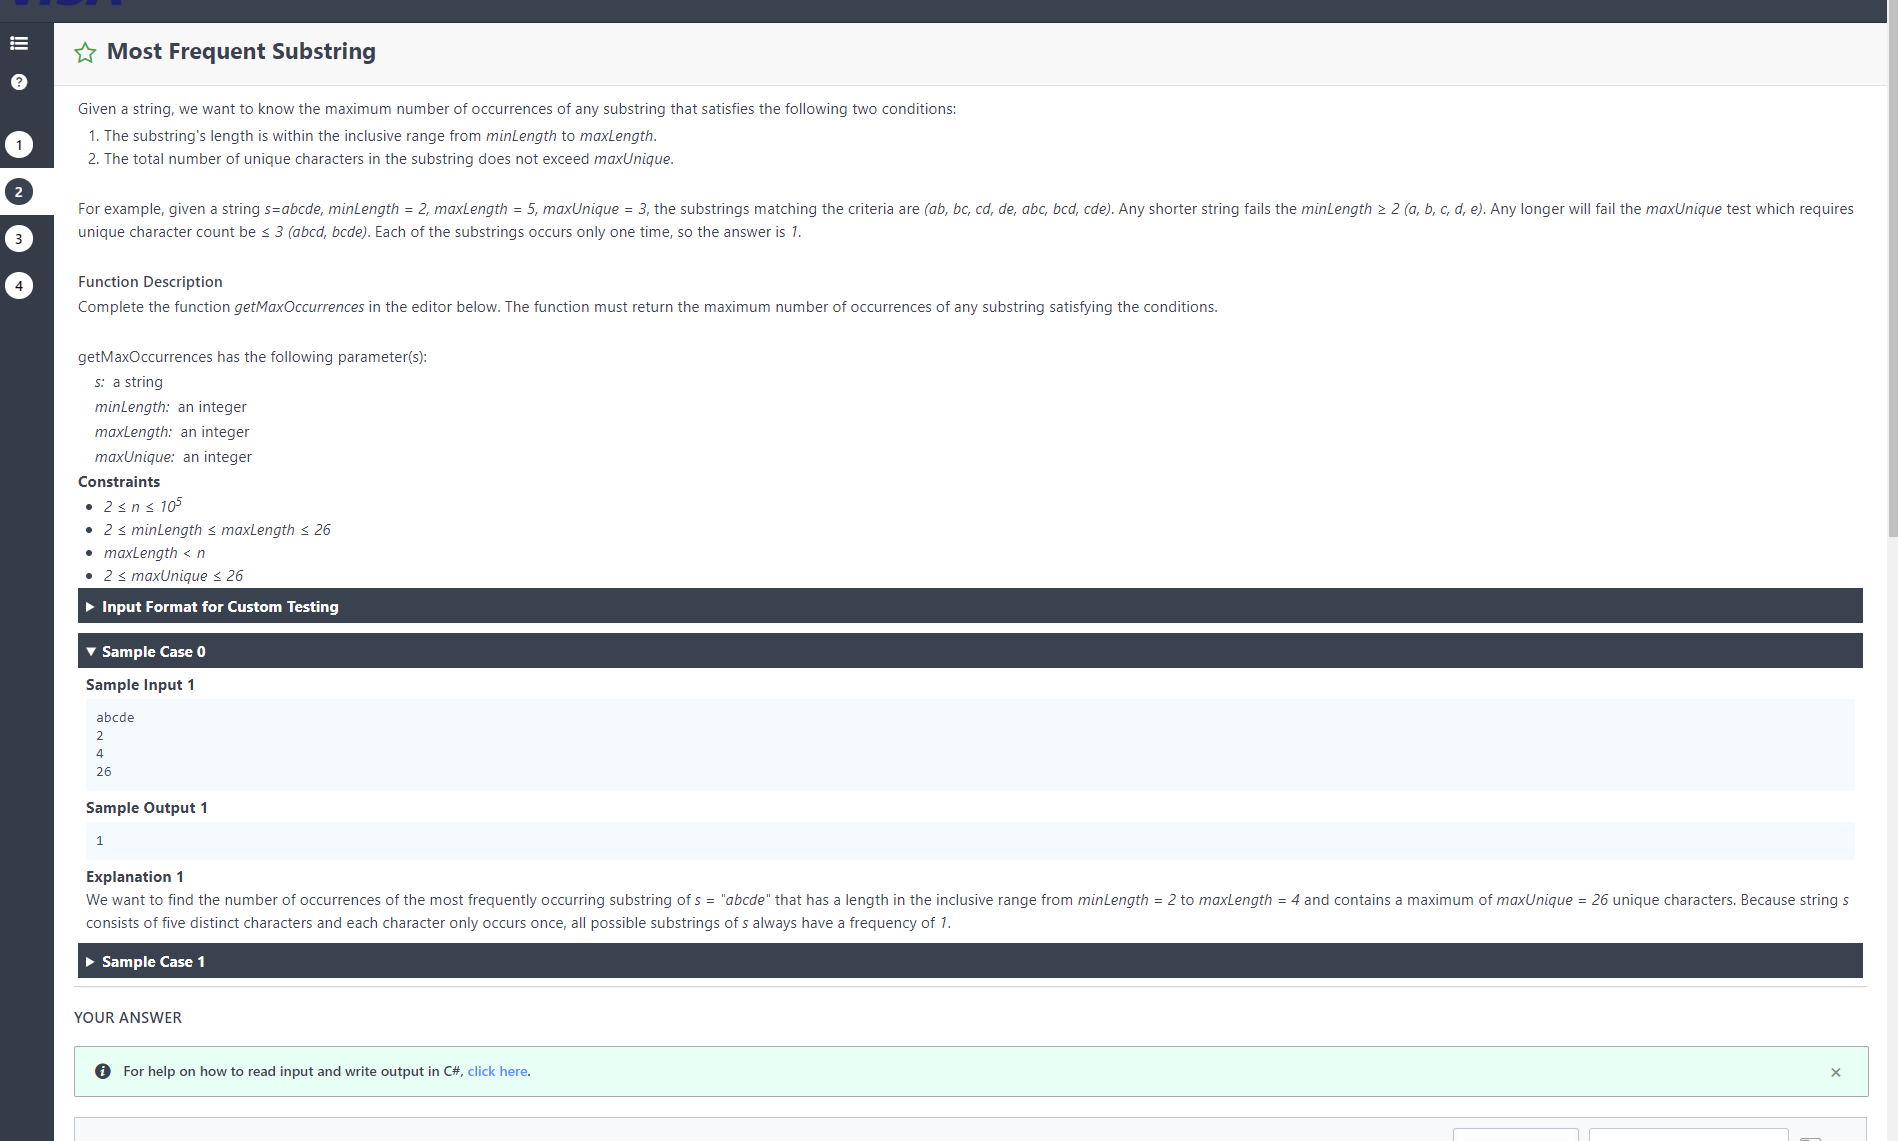 Most Frequent Substring
?
1
2
3
4
Given a string, we want to know the maximum number of occurrences of any substring that satisfies the following two conditions:
1. The substring's length is within the inclusive range from minLength to maxLength.
2. The total number of unique characters in the substring does not exceed maxUnique.
For example, given a string s=abcde, minLength = 2, maxLength = 5, maxUnique = 3, the substrings matching the criteria are (ab, bc, cd, de, abc, bcd, cde). Any shorter string fails the minLength ≥ 2 (a, b, c, d, e). Any longer will fail the maxUnique test which requires
unique character count be ≤ 3 (abcd, bcde). Each of the substrings occurs only one time, so the answer is 1.
Function Description
Complete the function getMaxOccurrences in the editor below. The function must return the maximum number of occurrences of any substring satisfying the conditions.
getMaxOccurrences has the following parameter(s):
s: a string
minLength: an integer
maxLength: an integer
maxUnique: an integer
Constraints
• 2 ≤ n ≤ 10⁵
• 2 ≤ minLength ≤ maxLength ≤ 26
• maxLength < n
• 2 ≤ maxUnique ≤ 26
Input Format for Custom Testing
Sample Case 0
Sample Input 1
abcde
2
4
26
Sample Output 1
1
Explanation 1
We want to find the number of occurrences of the most frequently occurring substring of s = "abcde" that has a length in the inclusive range from minLength = 2 to maxLength = 4 and contains a maximum of maxUnique = 26 unique characters. Because string s
consists of five distinct characters and each character only occurs once, all possible substrings of s always have a frequency of 1.
Sample Case 1
YOUR ANSWER
For help on how to read input and write output in C#, click here.